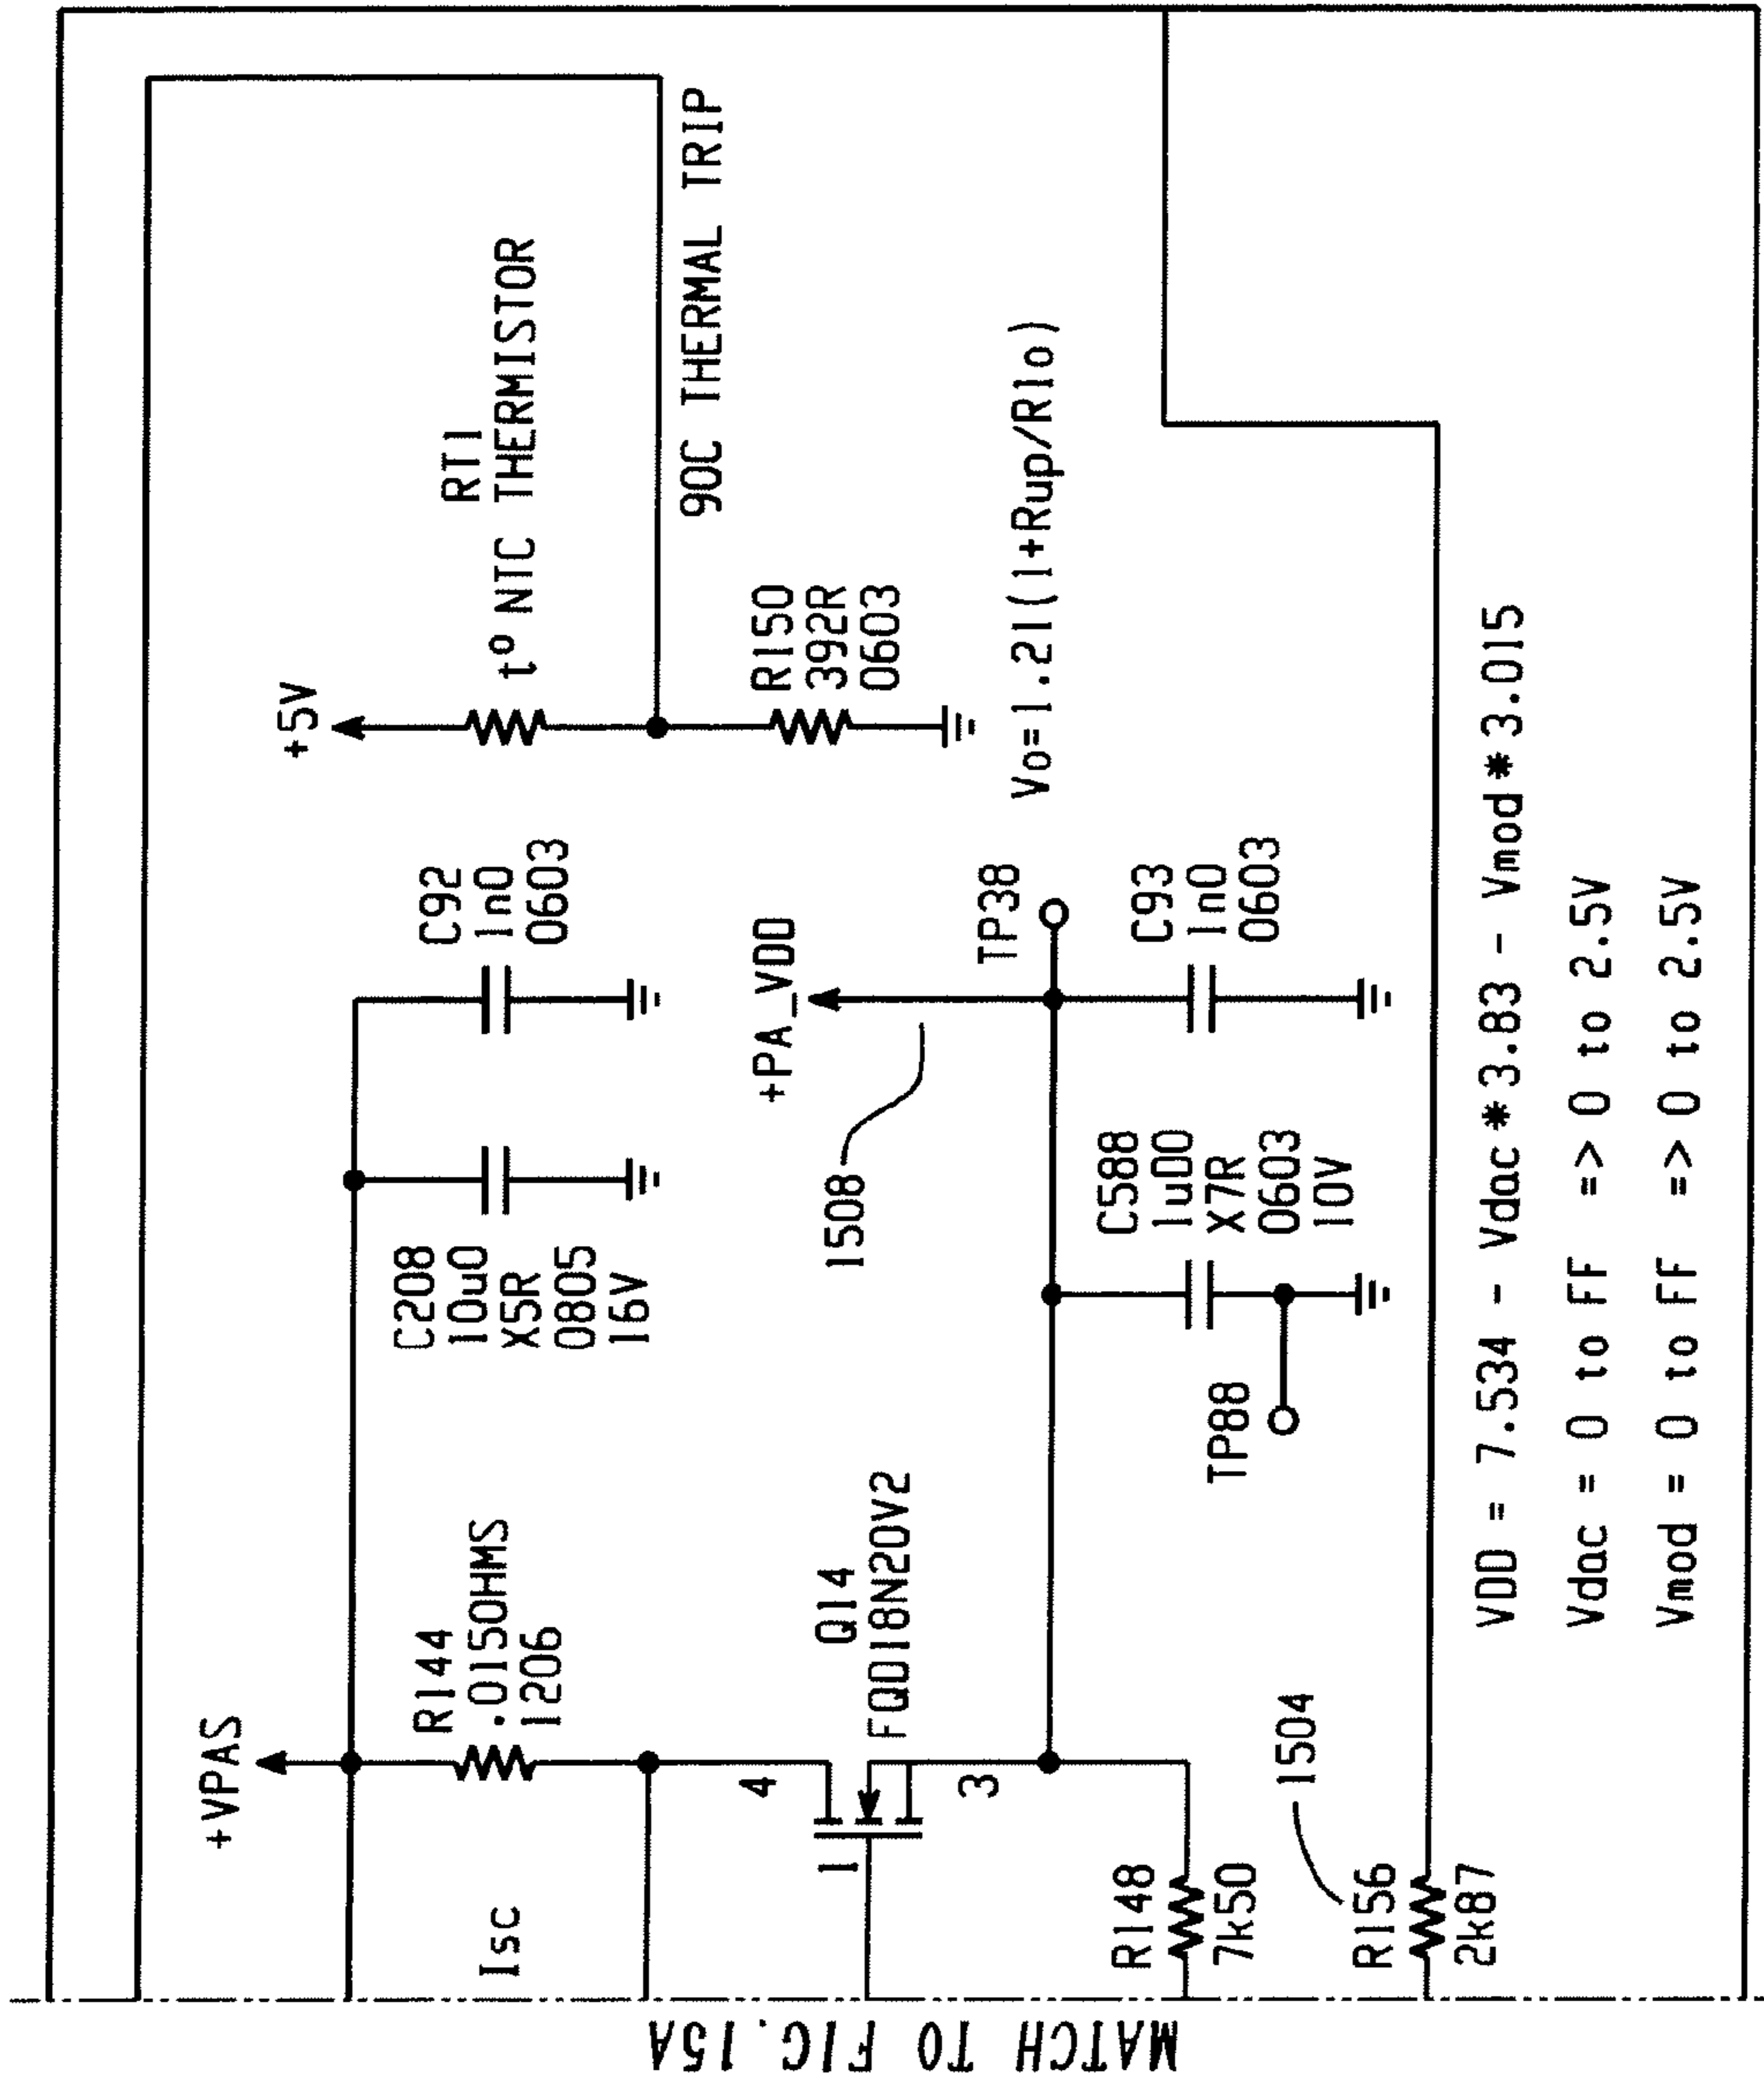 MATCH TO FIG. 15A
+VPAS
Isc
R144
.0150HMS
1206
C208
10u0
X5R
0805
16V
C92
1n0
0603
+5V
RT1
t° NTC THERMISTOR
90C THERMAL TRIP
R150
392R
0603
Q14
FQD18N20V2
1
4
3
1508
+PA_VDD
TP38
Vo=1.21(1+Rup/Rlo)
R148
7k50
C588
1uD0
X7R
0603
10V
TP88
C93
1n0
0603
1504
R156
2k87
VDD = 7.534 - Vdac*3.83 - Vmod*3.015
Vdac = 0 to FF => 0 to 2.5V
Vmod = 0 to FF => 0 to 2.5V